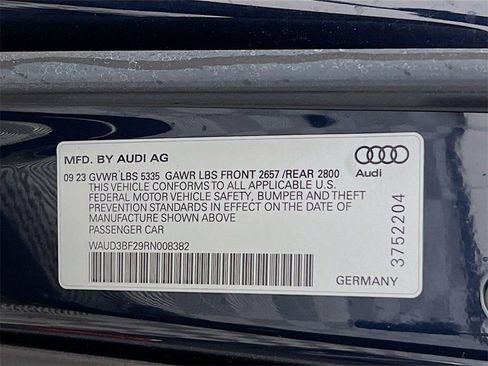 MFD. BY AUDI AG
09 23 GVWR LBS 5335 GAWR LBS FRONT 2657 /REAR 2800
THIS VEHICLE CONFORMS TO ALL APPLICABLE U.S.
FEDERAL MOTOR VEHICLE SAFETY, BUMPER AND THEFT
PREVENTION STANDARDS IN EFFECT ON THE DATE OF
MANUFACTURE SHOWN ABOVE
PASSENGER CAR
WAUD3BF29RN008382
Audi
3752204
GERMANY